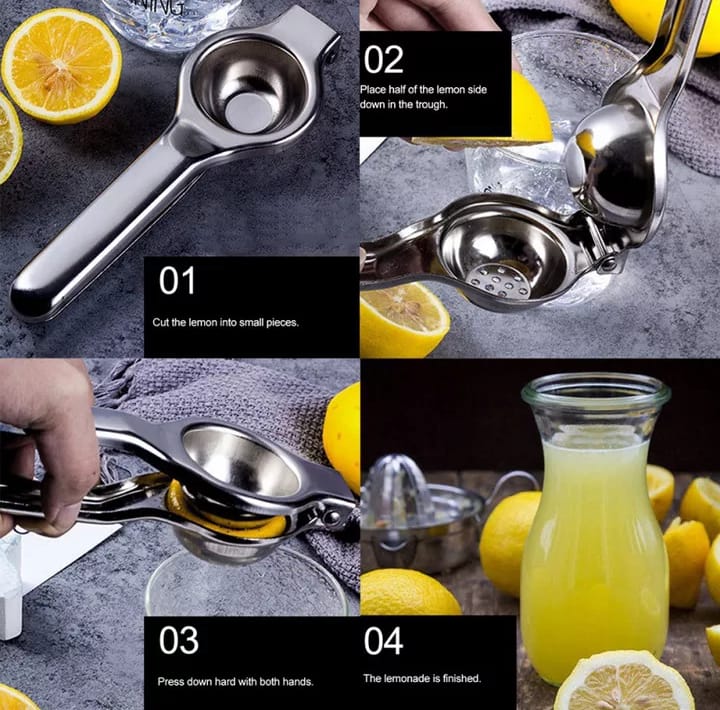 01
Cut the lemon into small pieces.
02
Place half of the lemon side
down in the trough.
03
Press down hard with both hands.
04
The lemonade is finished.